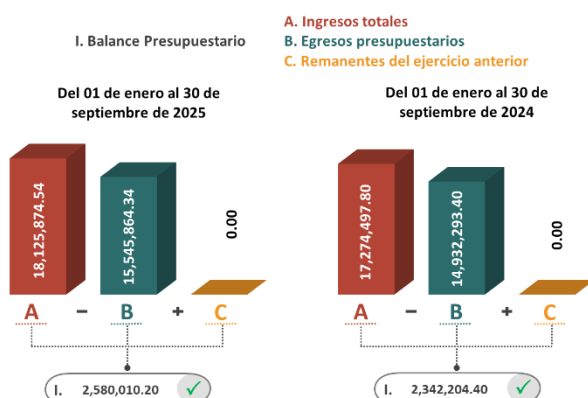 I. Balance Presupuestario
A. Ingresos totales
B. Egresos presupuestarios
C. Remanentes del ejercicio anterior
Del 01 de enero al 30 de
septiembre de 2025
18,125,874.54
15,545,864.34
0.00
A – B + C
I. 2,580,010.20 ✓
Del 01 de enero al 30 de
septiembre de 2024
17,274,497.80
14,932,293.40
0.00
A – B + C
I. 2,342,204.40 ✓